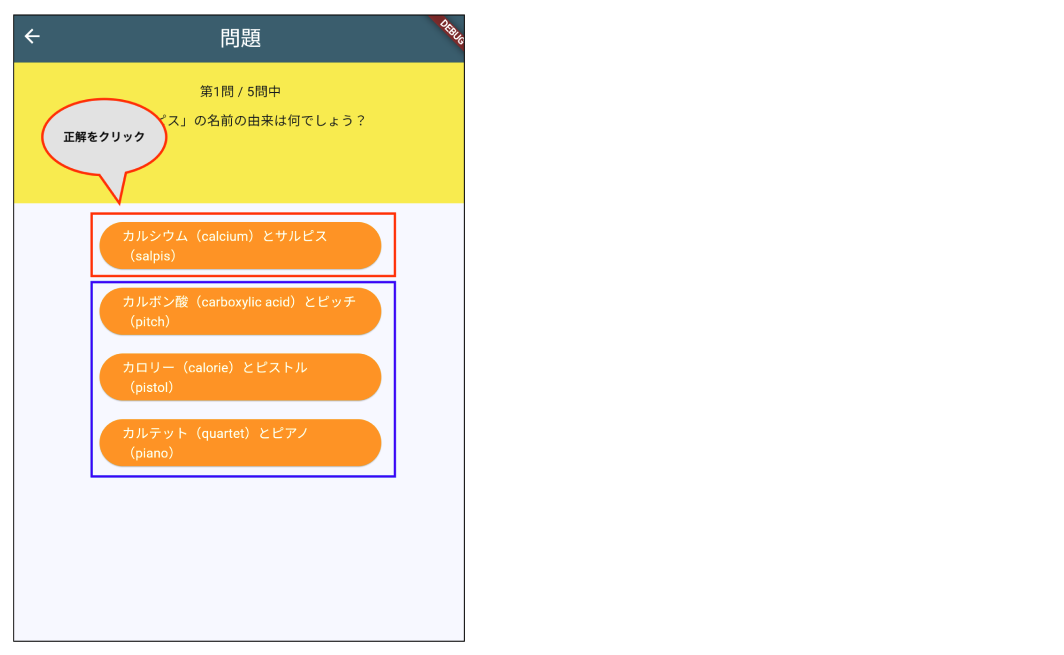 問題
DEBUG
第1問 / 5問中
ピス」の名前の由来は何でしょう？
正解をクリック
カルシウム（calcium）とサルピス
（salpis）
カルボン酸（carboxylic acid）とピッチ
（pitch）
カロリー（calorie）とピストル
（pistol）
カルテット（quartet）とピアノ
（piano）